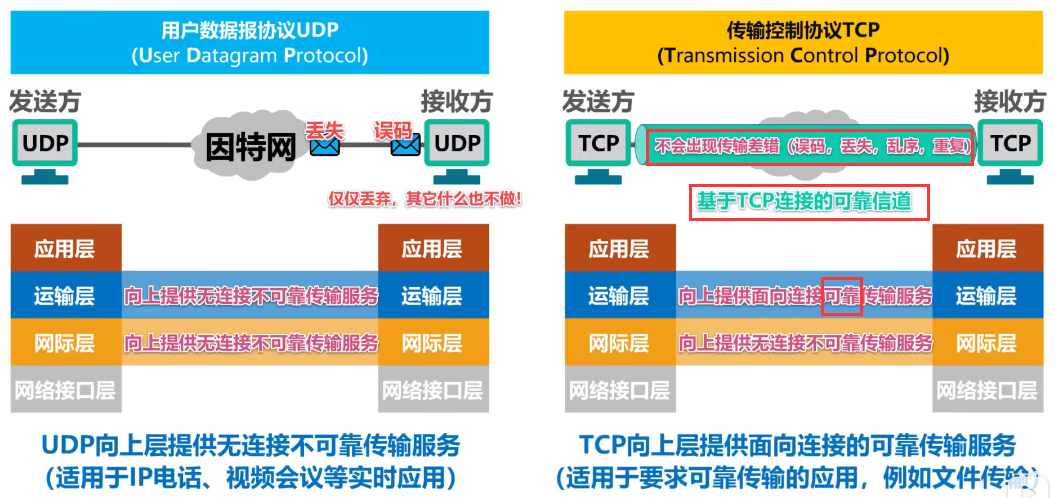 用户数据报协议UDP
(User Datagram Protocol)
发送方
接收方
UDP
因特网
丢失
误码
UDP
仅仅丢弃，其它什么也不做！
应用层
应用层
运输层
向上提供无连接不可靠传输服务
运输层
网际层
向上提供无连接不可靠传输服务
网际层
网络接口层
网络接口层
UDP向上层提供无连接不可靠传输服务
（适用于IP电话、视频会议等实时应用）
传输控制协议TCP
(Transmission Control Protocol)
发送方
接收方
TCP
不会出现传输差错（误码，丢失，乱序，重复）
TCP
基于TCP连接的可靠信道
应用层
应用层
运输层
向上提供面向连接可靠传输服务
运输层
网际层
向上提供无连接不可靠传输服务
网际层
网络接口层
网络接口层
TCP向上层提供面向连接的可靠传输服务
（适用于要求可靠传输的应用，例如文件传输）